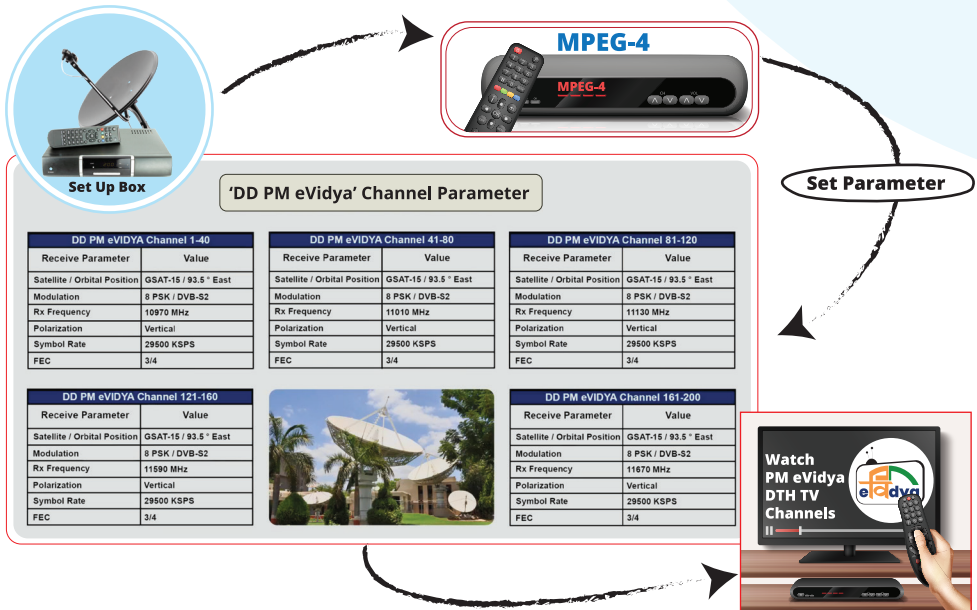 MPEG-4
MPEG-4
CH
VOL
Set Up Box
Set Parameter
‘DD PM eVidya’ Channel Parameter
DD PM eVIDYA Channel 1-40
Receive Parameter Value
Satellite / Orbital Position GSAT-15 / 93.5 ° East
Modulation 8 PSK / DVB-S2
Rx Frequency 10970 MHz
Polarization Vertical
Symbol Rate 29500 KSPS
FEC 3/4
DD PM eVIDYA Channel 41-80
Receive Parameter Value
Satellite / Orbital Position GSAT-15 / 93.5 ° East
Modulation 8 PSK / DVB-S2
Rx Frequency 11010 MHz
Polarization Vertical
Symbol Rate 29500 KSPS
FEC 3/4
DD PM eVIDYA Channel 81-120
Receive Parameter Value
Satellite / Orbital Position GSAT-15 / 93.5 ° East
Modulation 8 PSK / DVB-S2
Rx Frequency 11130 MHz
Polarization Vertical
Symbol Rate 29500 KSPS
FEC 3/4
DD PM eVIDYA Channel 121-160
Receive Parameter Value
Satellite / Orbital Position GSAT-15 / 93.5 ° East
Modulation 8 PSK / DVB-S2
Rx Frequency 11590 MHz
Polarization Vertical
Symbol Rate 29500 KSPS
FEC 3/4
DD PM eVIDYA Channel 161-200
Receive Parameter Value
Satellite / Orbital Position GSAT-15 / 93.5 ° East
Modulation 8 PSK / DVB-S2
Rx Frequency 11670 MHz
Polarization Vertical
Symbol Rate 29500 KSPS
FEC 3/4
Watch
PM eVidya
DTH TV
Channels
eविdya